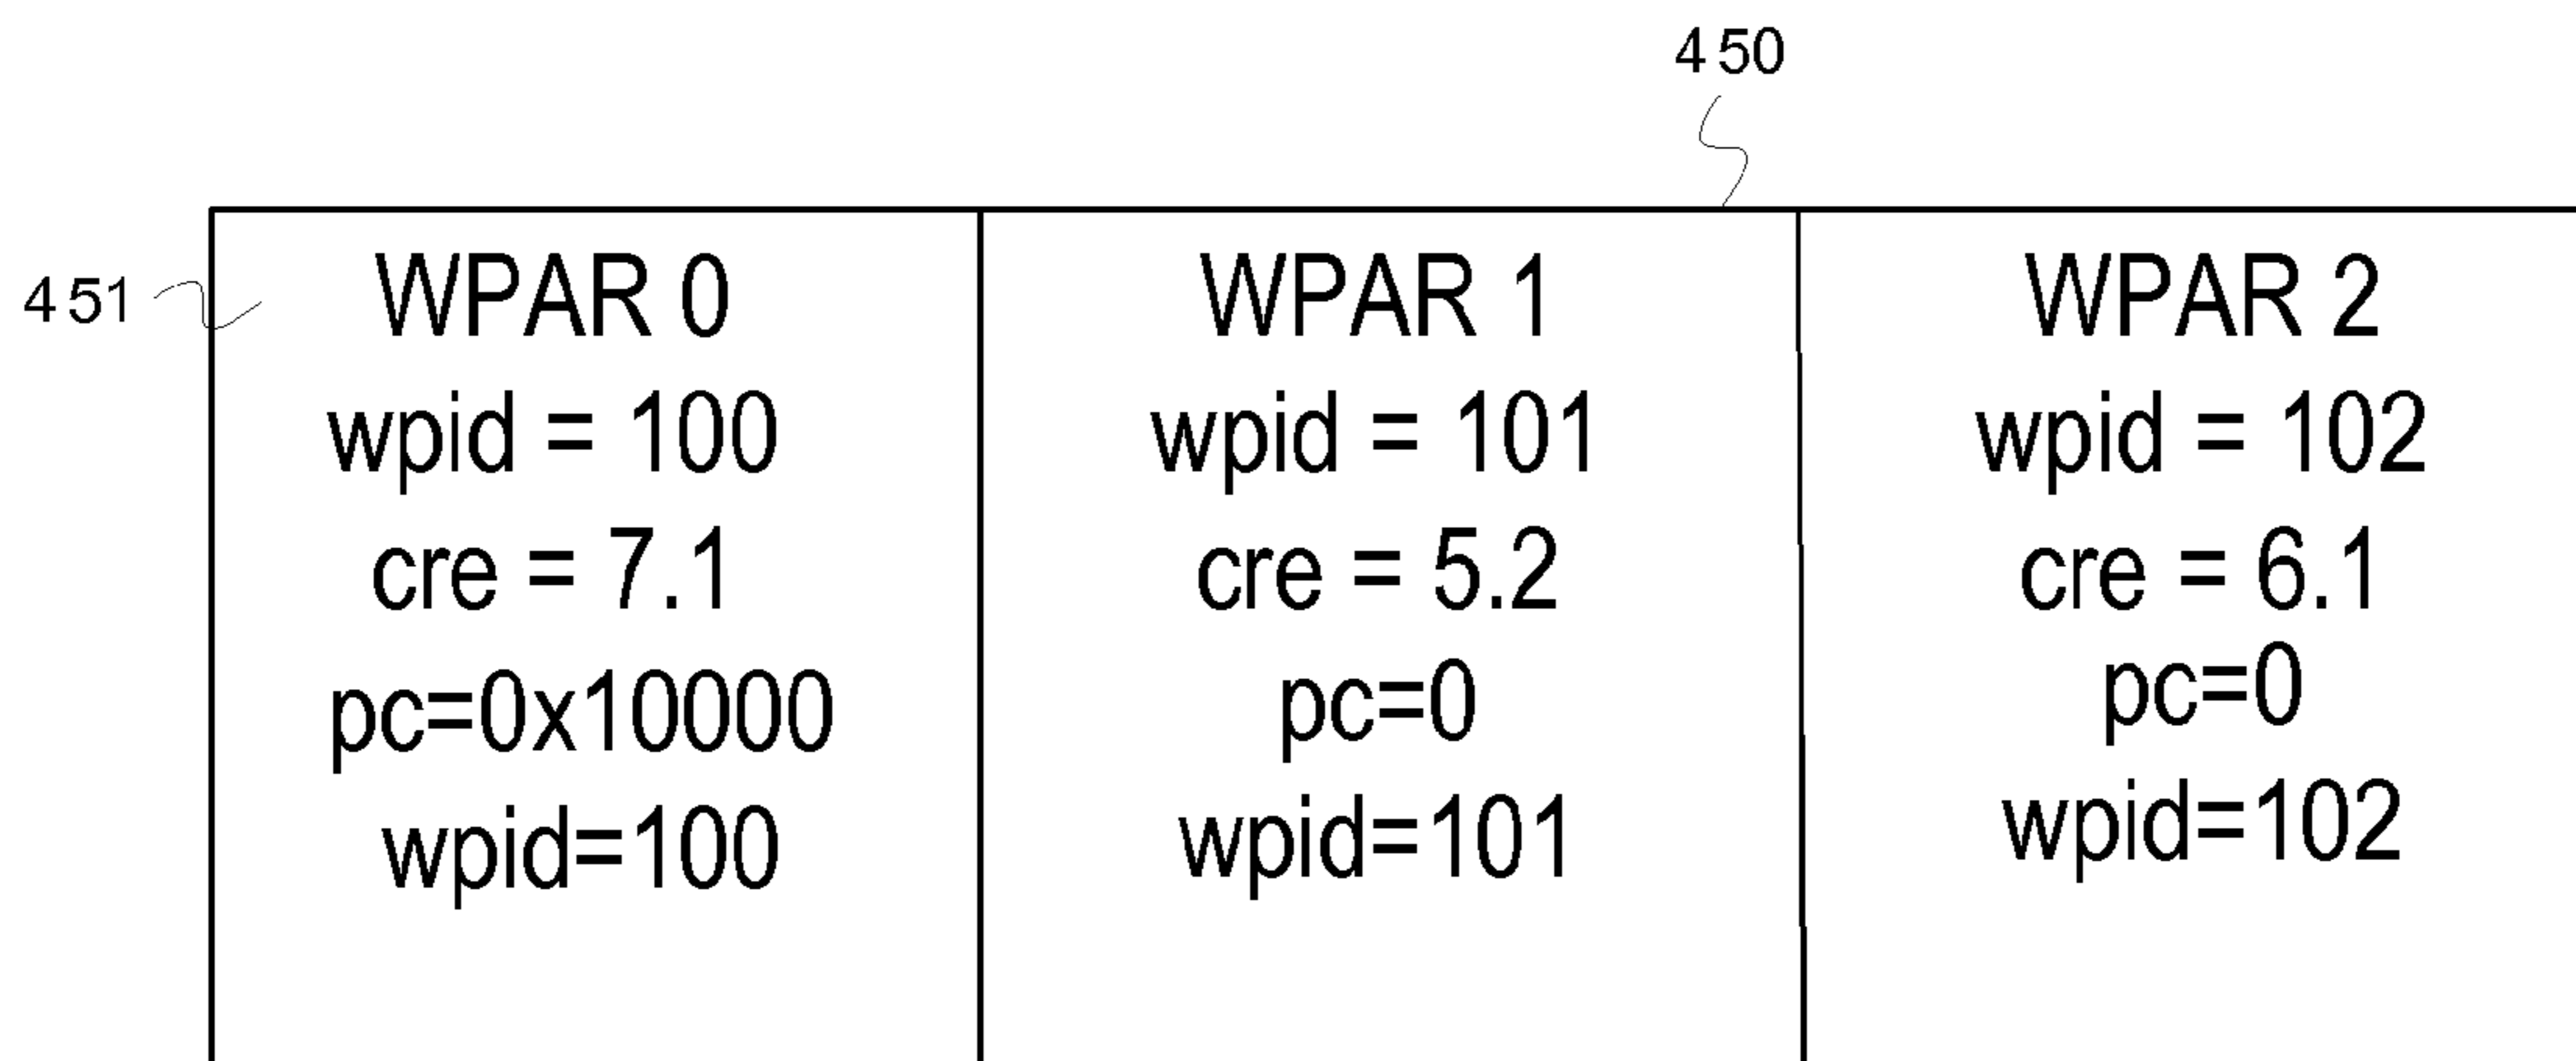 450
451
WPAR 0
wpid = 100
cre = 7.1
pc=0x10000
wpid=100
WPAR 1
wpid = 101
cre = 5.2
pc=0
wpid=101
WPAR 2
wpid = 102
cre = 6.1
pc=0
wpid=102